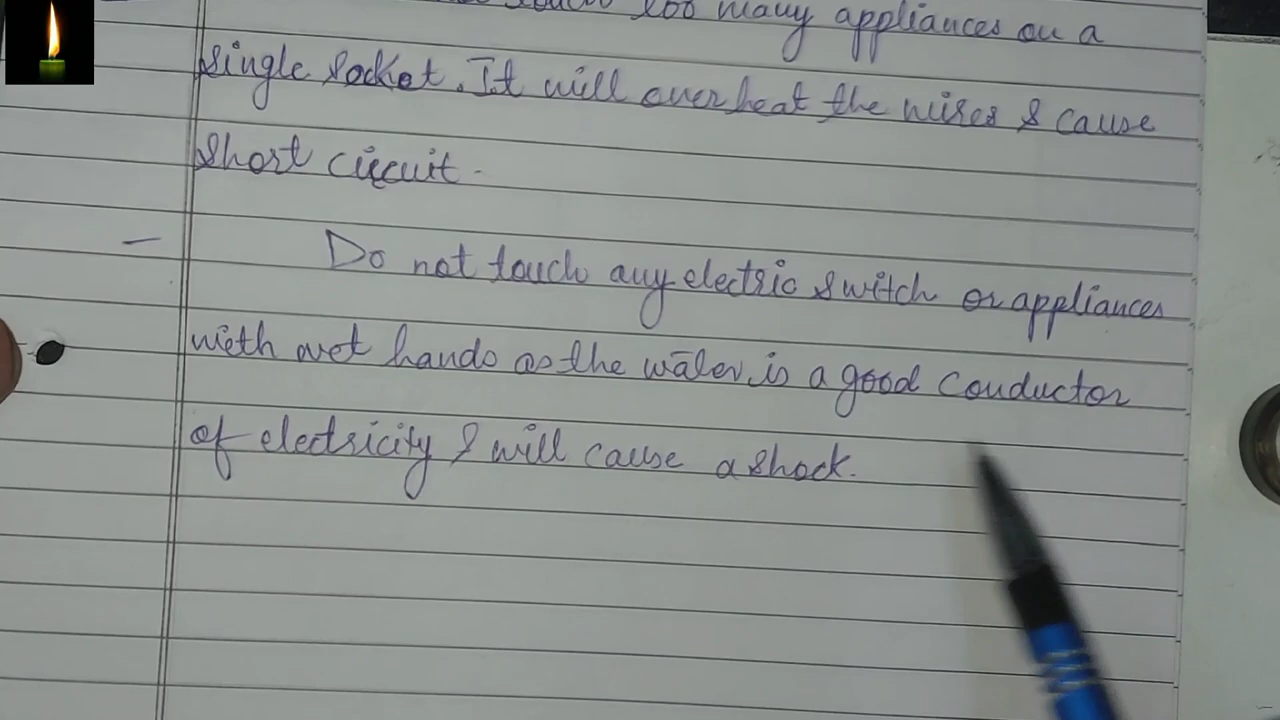 too many appliances on a
single socket. It will overheat the wires & cause
short circuit.
– Do not touch any electric switch or appliances
with wet hands as the water is a good conductor
of electricity & will cause a shock.